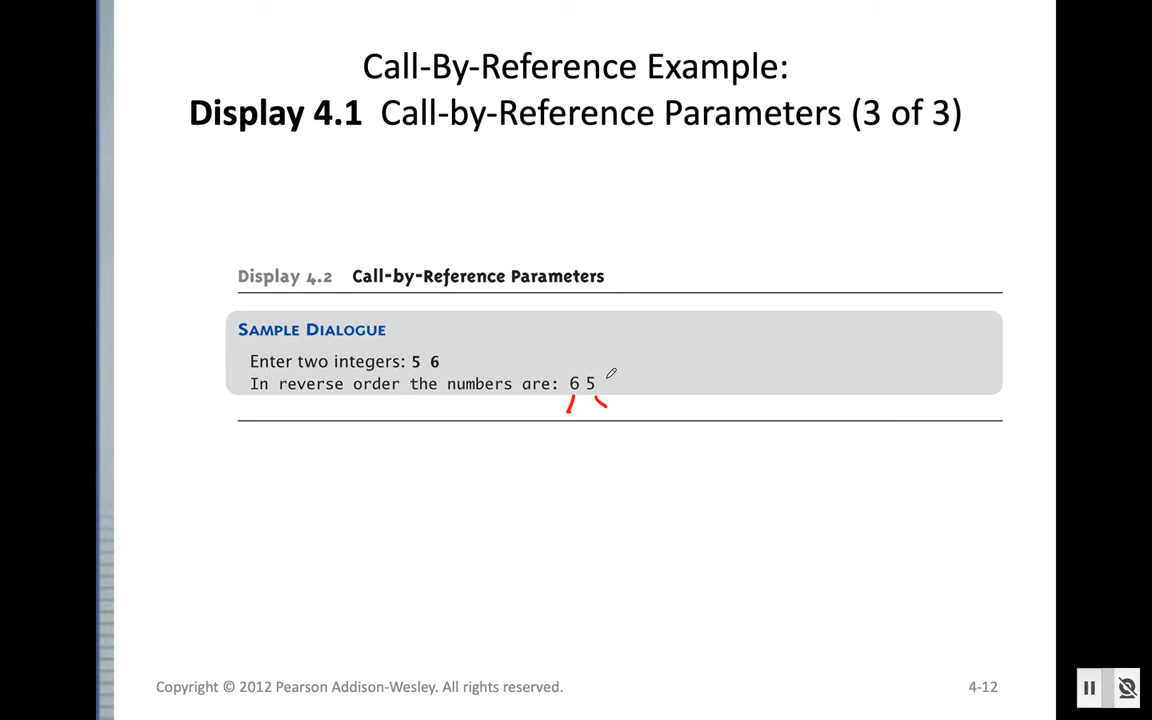 Call-By-Reference Example:
Display 4.1 Call-by-Reference Parameters (3 of 3)
Display 4.2 Call-by-Reference Parameters
SAMPLE DIALOGUE
Enter two integers: 5 6
In reverse order the numbers are: 6 5
Copyright © 2012 Pearson Addison-Wesley. All rights reserved.
4-12